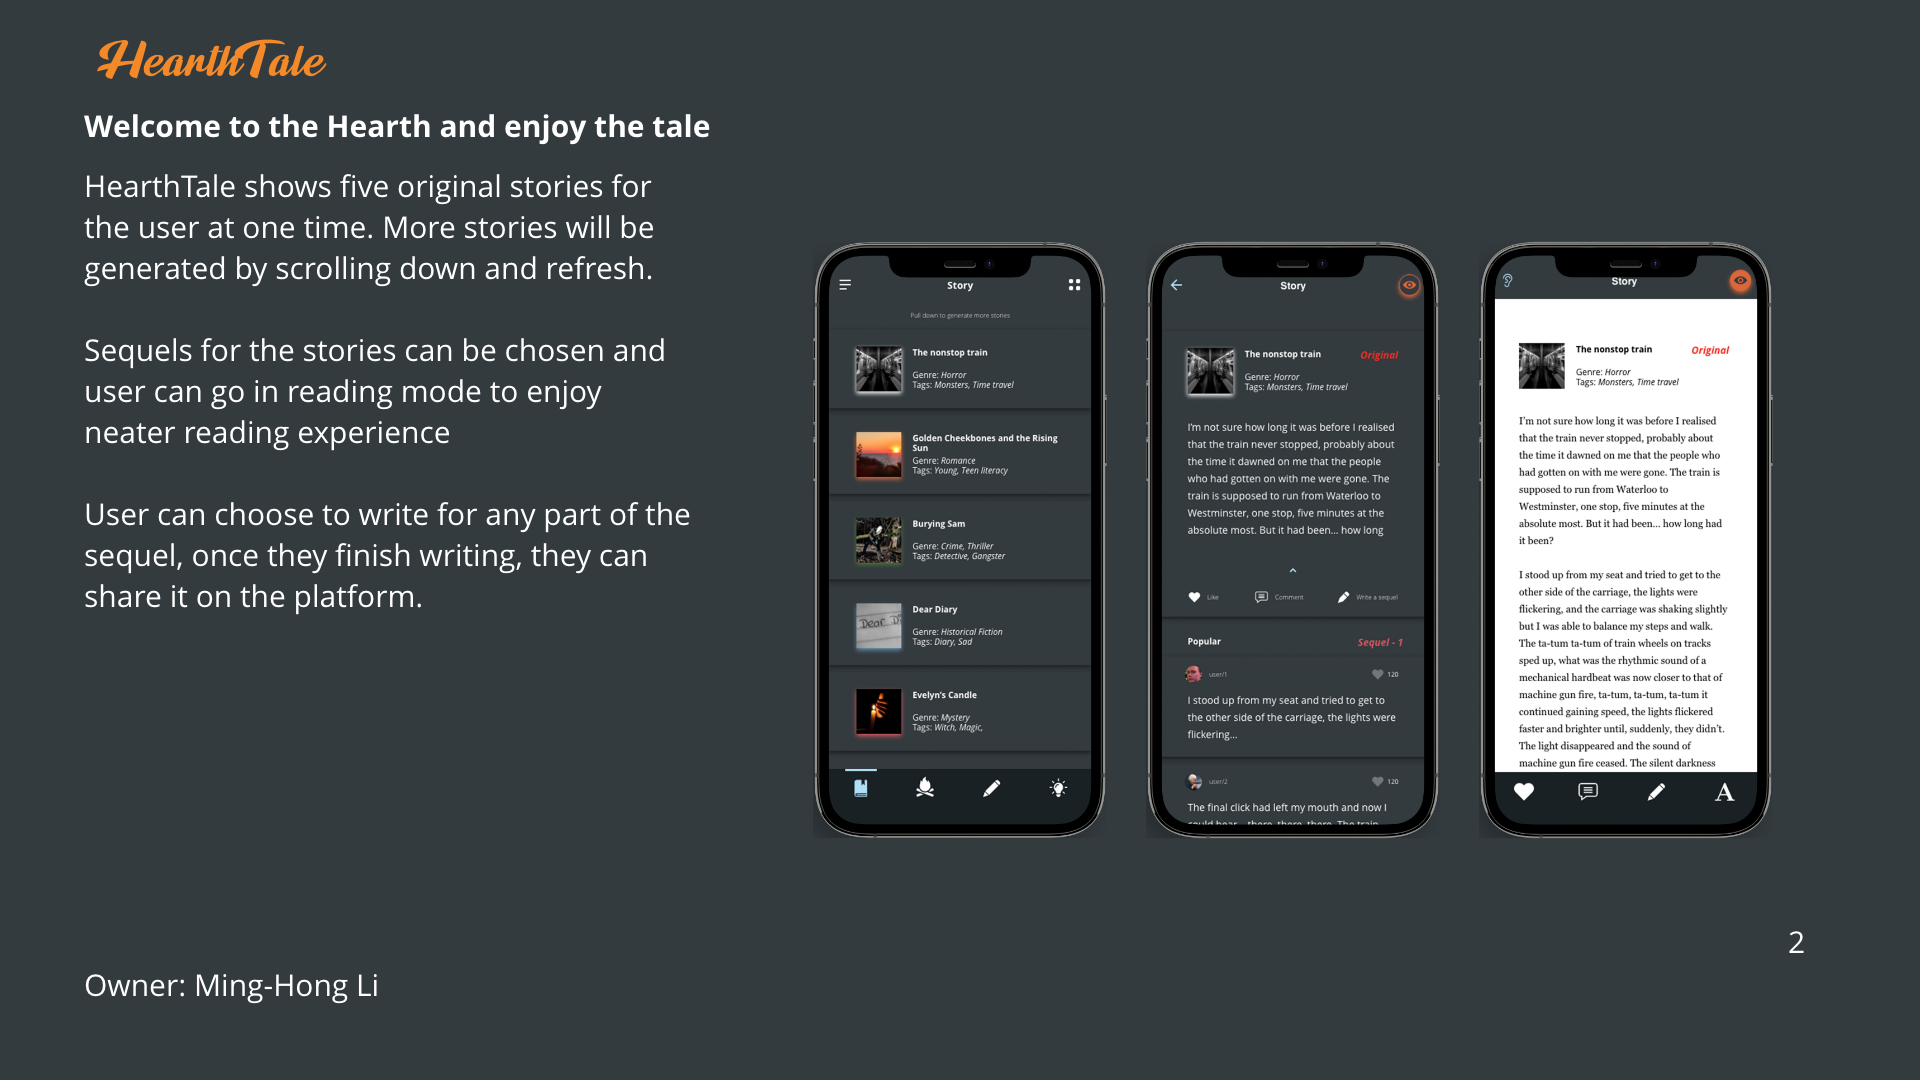 HearthTale
Welcome to the Hearth and enjoy the tale
HearthTale shows five original stories for
the user at one time. More stories will be
generated by scrolling down and refresh.
Sequels for the stories can be chosen and
user can go in reading mode to enjoy
neater reading experience
User can choose to write for any part of the
sequel, once they finish writing, they can
share it on the platform.
Owner: Ming-Hong Li
Story
Pull down to generate more stories
The nonstop train
Genre: Horror
Tags: Monsters, Time travel
Golden Cheekbones and the Rising
Sun
Genre: Romance
Tags: Young, Teen literacy
Burying Sam
Genre: Crime, Thriller
Tags: Detective, Gangster
Dear Diary
Genre: Historical Fiction
Tags: Diary, Sad
Evelyn's Candle
Genre: Mystery
Tags: Witch, Magic,
Story
The nonstop train
Original
Genre: Horror
Tags: Monsters, Time travel
I'm not sure how long it was before I realised
that the train never stopped, probably about
the time it dawned on me that the people
who had gotten on with me were gone. The
train is supposed to run from Waterloo to
Westminster, one stop, five minutes at the
absolute most. But it had been... how long
Like
Comment
Write a sequel
Popular
Sequel - 1
user/1
120
I stood up from my seat and tried to get to
the other side of the carriage, the lights were
flickering...
user/2
120
The final click had left my mouth and now I
could hear... there, there, there. The train
Story
The nonstop train
Original
Genre: Horror
Tags: Monsters, Time travel
I'm not sure how long it was before I realised
that the train never stopped, probably about
the time it dawned on me that the people who
had gotten on with me were gone. The train is
supposed to run from Waterloo to
Westminster, one stop, five minutes at the
absolute most. But it had been... how long had
it been?
I stood up from my seat and tried to get to the
other side of the carriage, the lights were
flickering, and the carriage was shaking slightly
but I was able to balance my steps and walk.
The ta-tum ta-tum of train wheels on tracks
sped up, what was the rhythmic sound of a
mechanical hardbeat was now closer to that of
machine gun fire, ta-tum, ta-tum, ta-tum it
continued gaining speed, the lights flickered
faster and brighter until, suddenly, they didn't.
The light disappeared and the sound of
machine gun fire ceased. The silent darkness
A
2